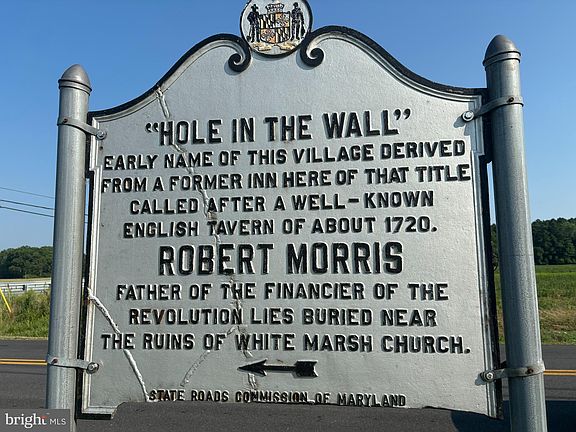 "HOLE IN THE WALL"
EARLY NAME OF THIS VILLAGE DERIVED
FROM A FORMER INN HERE OF THAT TITLE
CALLED AFTER A WELL-KNOWN
ENGLISH TAVERN OF ABOUT 1720.
ROBERT MORRIS
FATHER OF THE FINANCIER OF THE
REVOLUTION LIES BURIED NEAR
THE RUINS OF WHITE MARSH CHURCH.
STATE ROADS COMMISSION OF MARYLAND
bright MLS